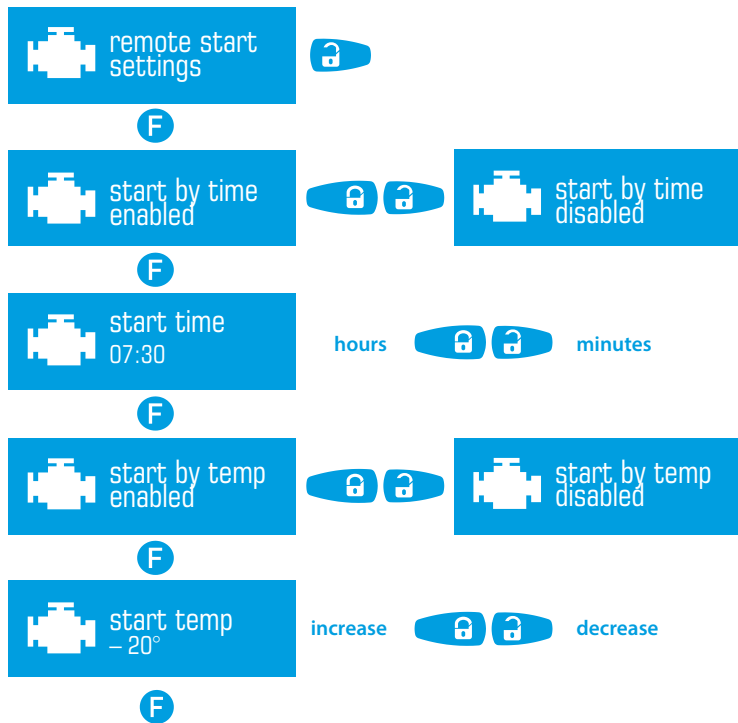 remote start
settings
F
start by time
enabled
start by time
disabled
F
start time
07:30
hours
minutes
F
start by temp
enabled
start by temp
disabled
F
start temp
– 20°
increase
decrease
F